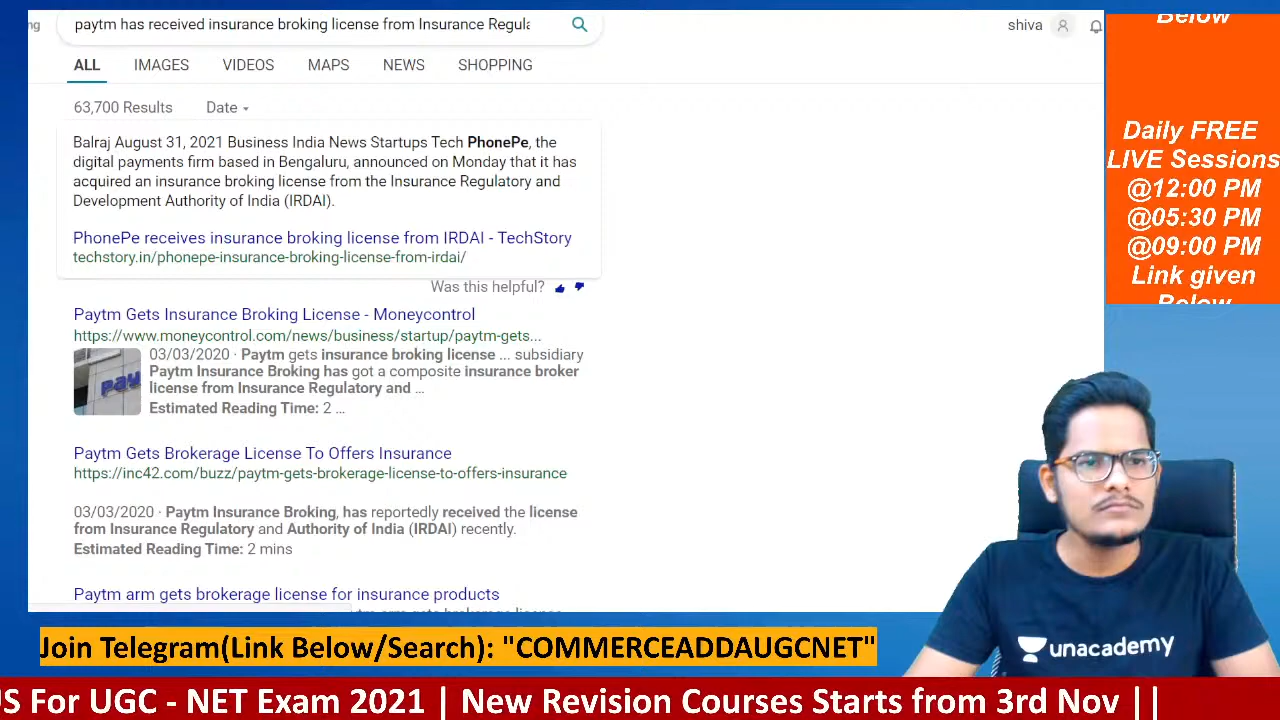 ng
paytm has received insurance broking license from Insurance Regula
shiva
ALL IMAGES VIDEOS MAPS NEWS SHOPPING
63,700 Results Date
Balraj August 31, 2021 Business India News Startups Tech PhonePe, the
digital payments firm based in Bengaluru, announced on Monday that it has
acquired an insurance broking license from the Insurance Regulatory and
Development Authority of India (IRDAI).
PhonePe receives insurance broking license from IRDAI - TechStory
techstory.in/phonepe-insurance-broking-license-from-irdai/
Was this helpful?
Paytm Gets Insurance Broking License - Moneycontrol
https://www.moneycontrol.com/news/business/startup/paytm-gets...
03/03/2020 · Paytm gets insurance broking license ... subsidiary
Paytm Insurance Broking has got a composite insurance broker
license from Insurance Regulatory and ...
Estimated Reading Time: 2 ...
Pay
Paytm Gets Brokerage License To Offers Insurance
https://inc42.com/buzz/paytm-gets-brokerage-license-to-offers-insurance
03/03/2020 · Paytm Insurance Broking, has reportedly received the license
from Insurance Regulatory and Authority of India (IRDAI) recently.
Estimated Reading Time: 2 mins
Paytm arm gets brokerage license for insurance products
Below
Daily FREE
LIVE Sessions
@12:00 PM
@05:30 PM
@09:00 PM
Link given
Below
unacademy
Join Telegram(Link Below/Search): "COMMERCEADDAUGCNET"
US For UGC - NET Exam 2021 | New Revision Courses Starts from 3rd Nov ||